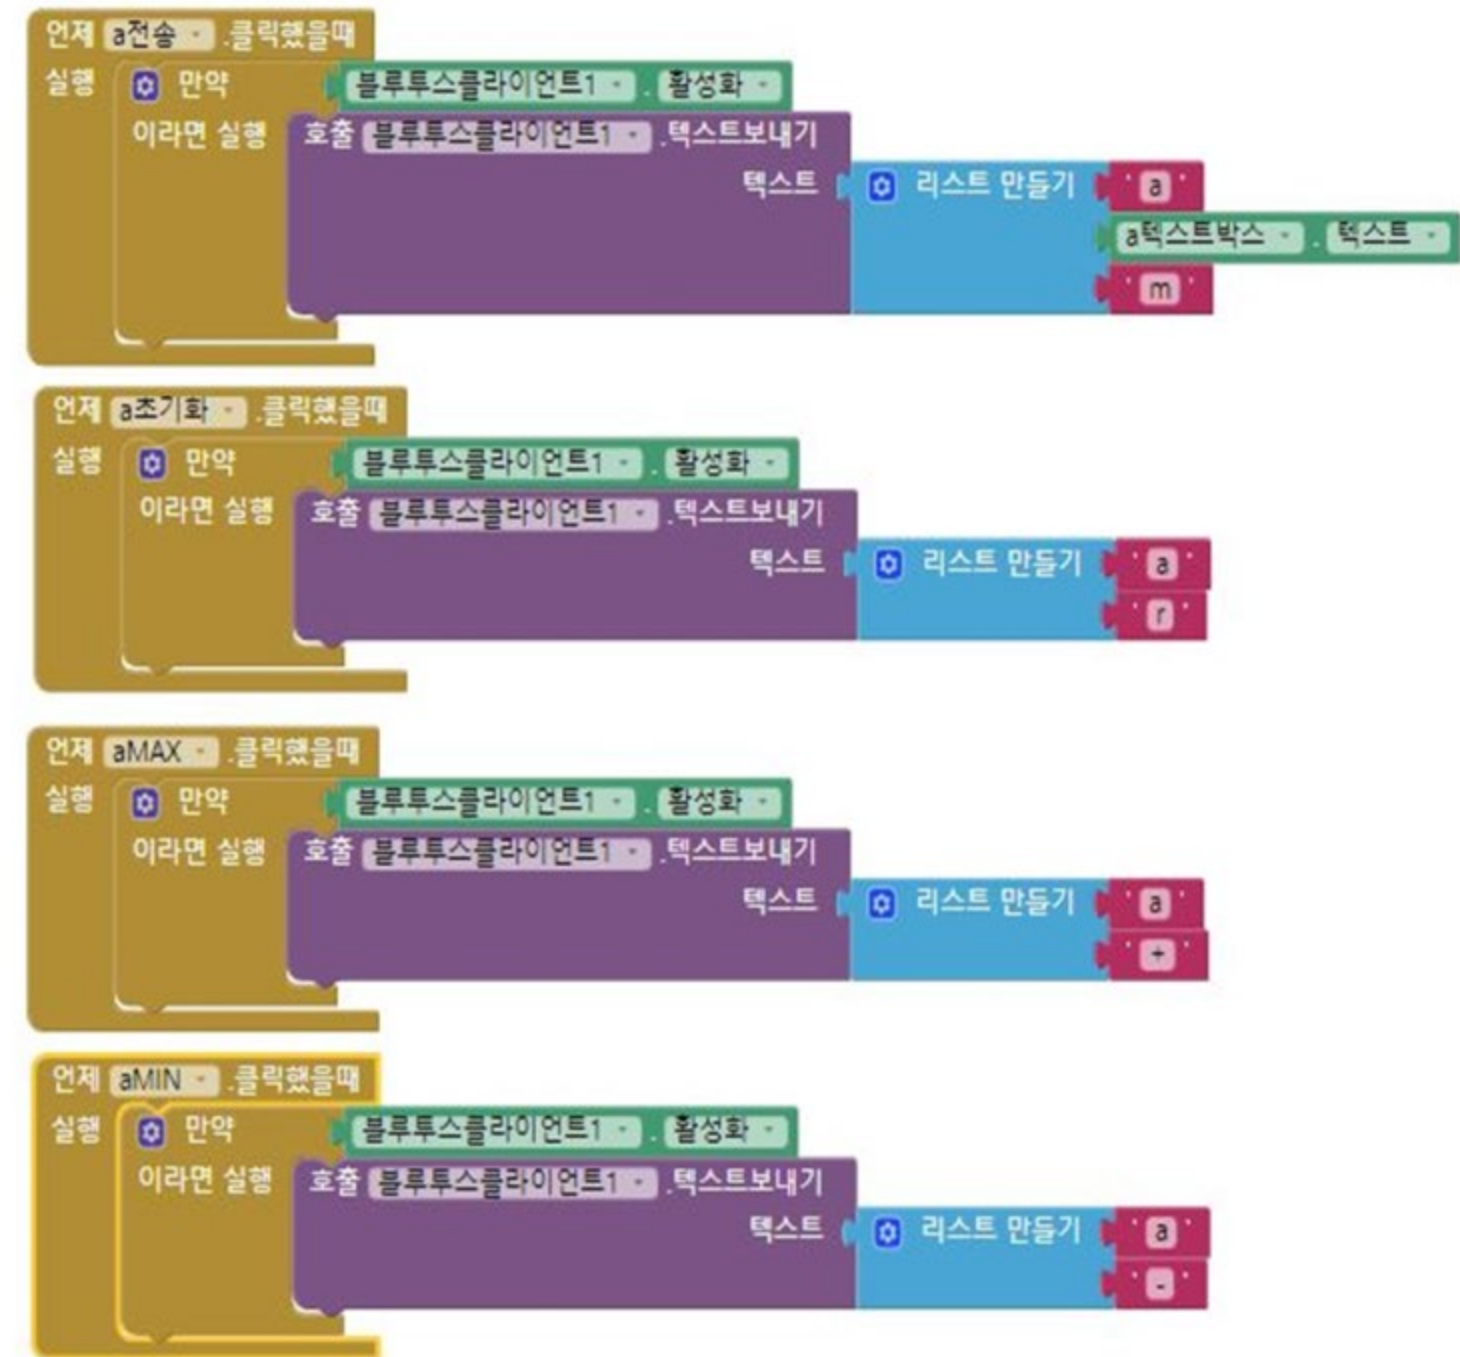 언제 a전송 .클릭했을때
실행 만약 블루투스클라이언트1 . 활성화
이라면 실행 호출 블루투스클라이언트1 .텍스트보내기
텍스트 리스트 만들기 ' a '
a텍스트박스 . 텍스트
' m '
언제 a초기화 .클릭했을때
실행 만약 블루투스클라이언트1 . 활성화
이라면 실행 호출 블루투스클라이언트1 .텍스트보내기
텍스트 리스트 만들기 ' a '
' r '
언제 aMAX .클릭했을때
실행 만약 블루투스클라이언트1 . 활성화
이라면 실행 호출 블루투스클라이언트1 .텍스트보내기
텍스트 리스트 만들기 ' a '
' + '
언제 aMIN .클릭했을때
실행 만약 블루투스클라이언트1 . 활성화
이라면 실행 호출 블루투스클라이언트1 .텍스트보내기
텍스트 리스트 만들기 ' a '
' - '